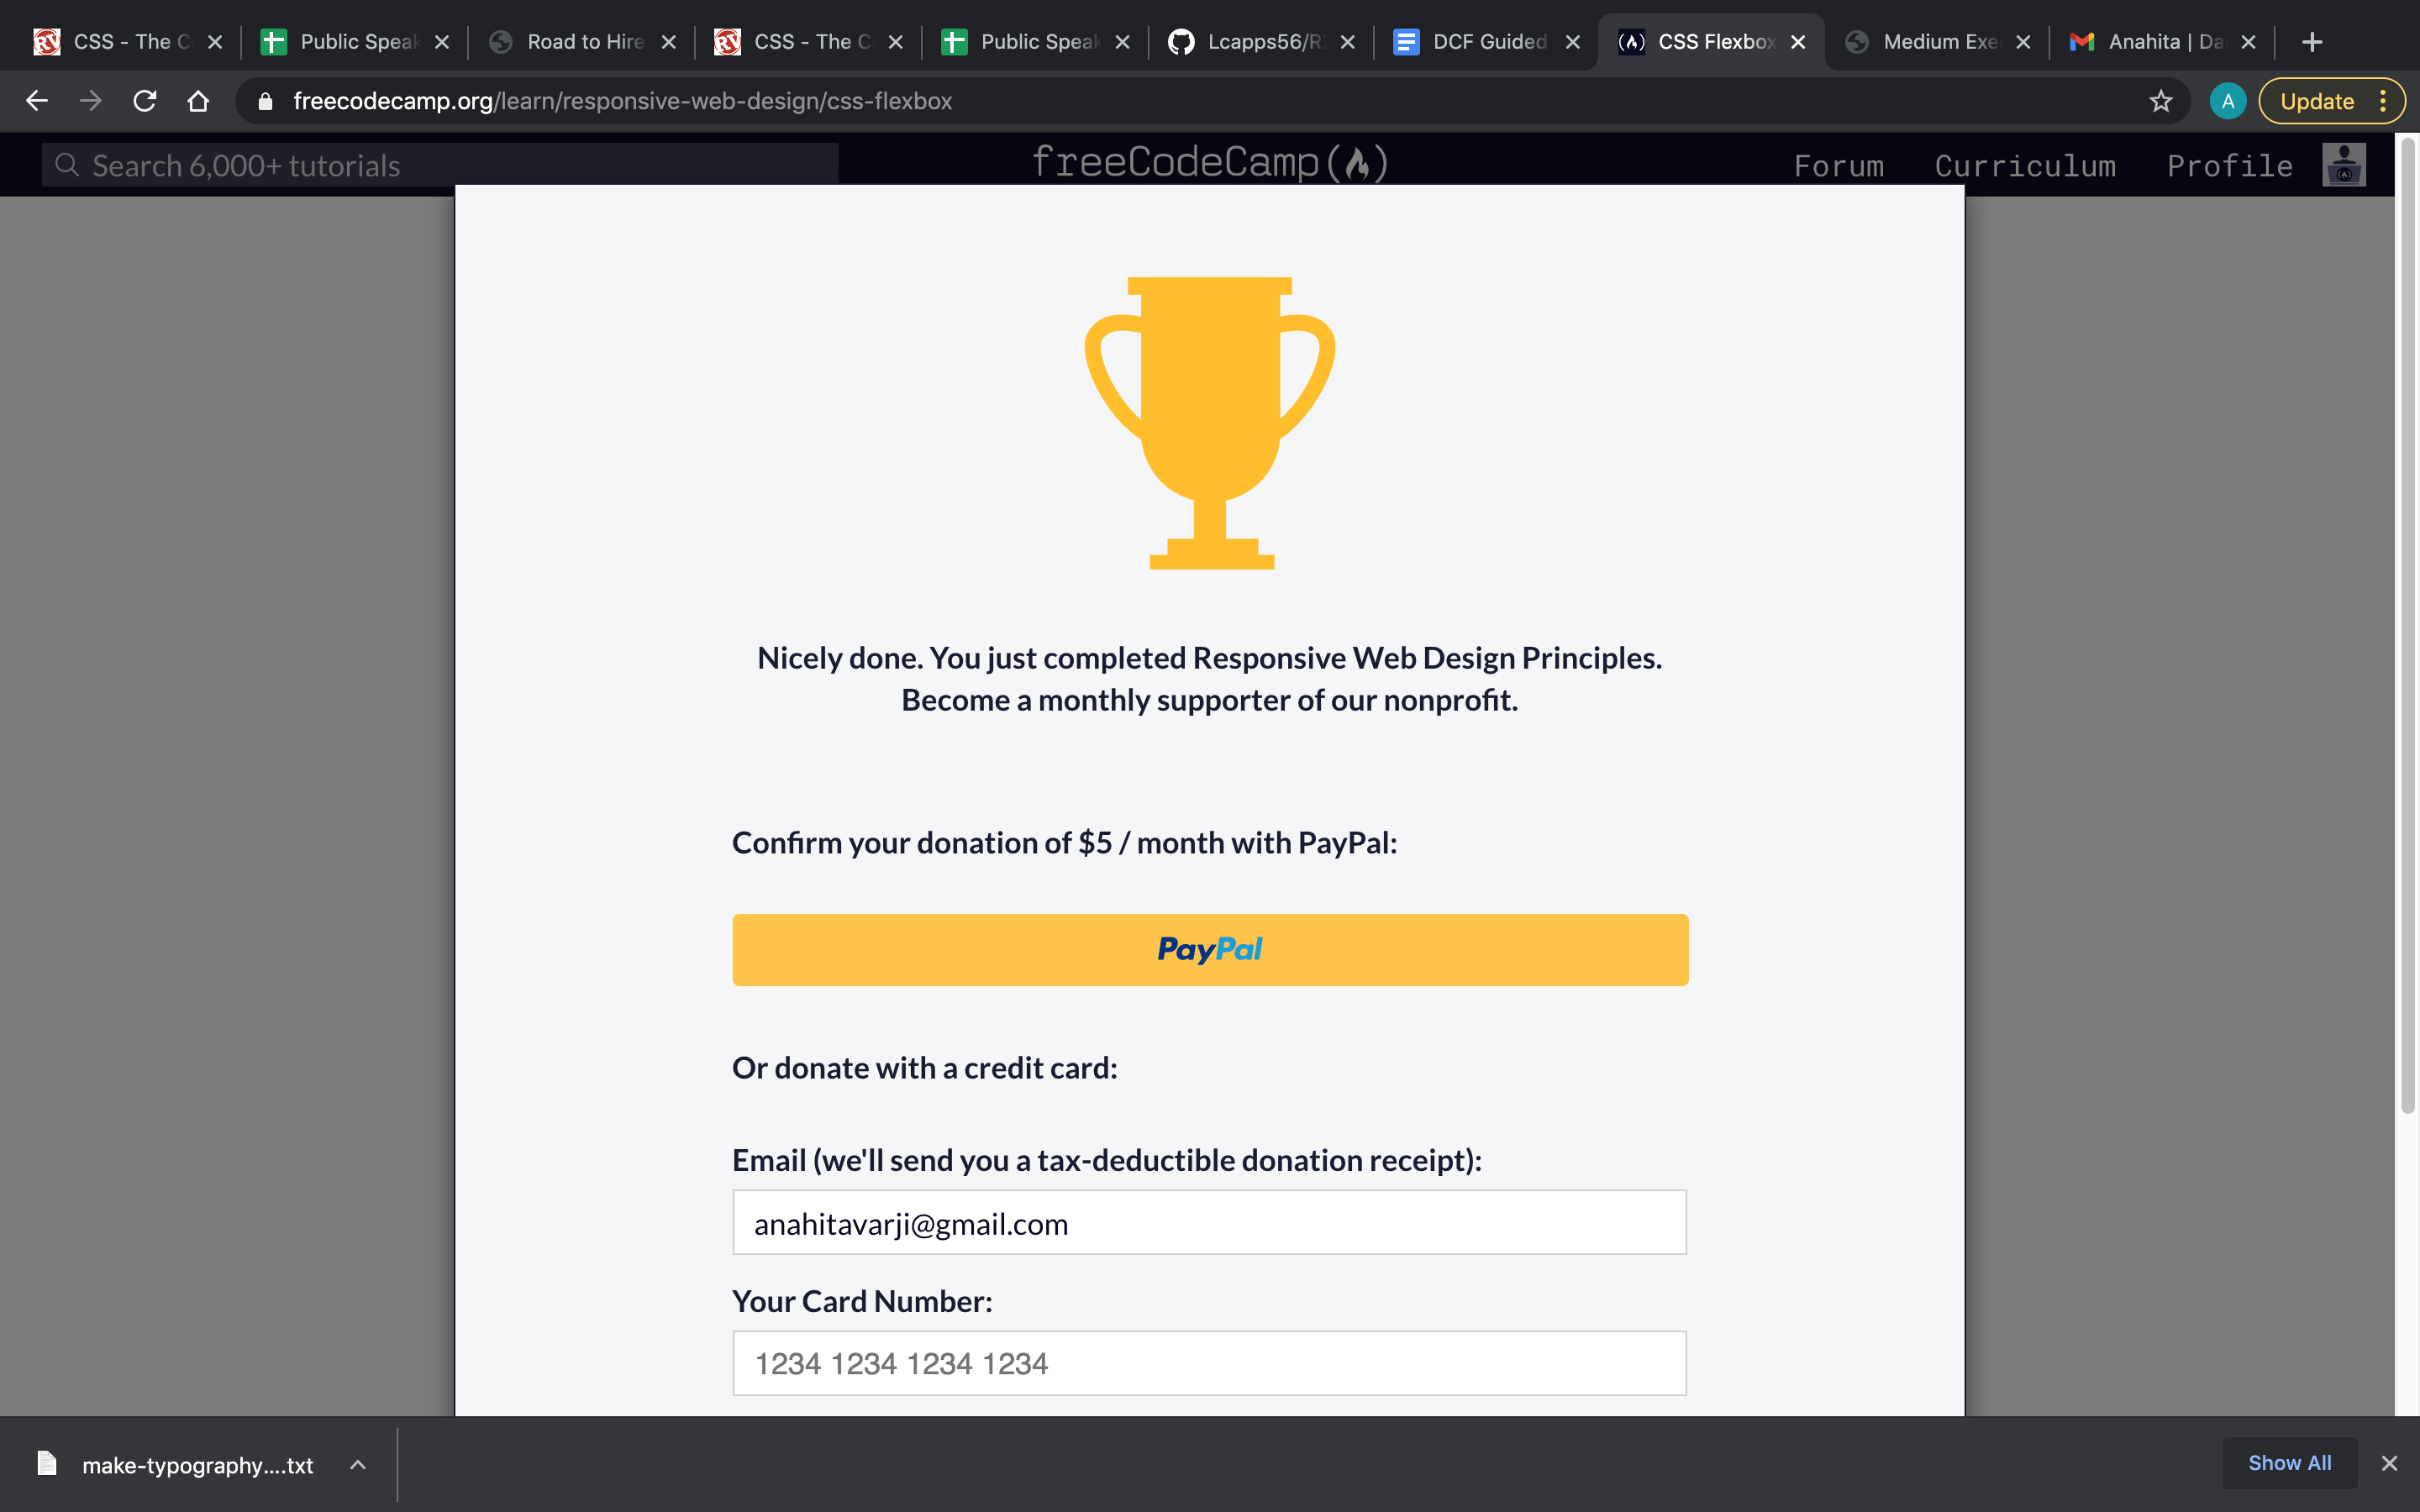 CSS - The C
Public Speak
Road to Hire
CSS - The C
Public Speak
Lcapps56/R
DCF Guided
CSS Flexbox
Medium Exe
Anahita | Da
freecodecamp.org/learn/responsive-web-design/css-flexbox
A
Update
Search 6,000+ tutorials
freeCodeCamp
Forum
Curriculum
Profile
Nicely done. You just completed Responsive Web Design Principles.
Become a monthly supporter of our nonprofit.
Confirm your donation of $5 / month with PayPal:
PayPal
Or donate with a credit card:
Email (we'll send you a tax-deductible donation receipt):
anahitavarji@gmail.com
Your Card Number:
1234 1234 1234 1234
make-typography....txt
Show All